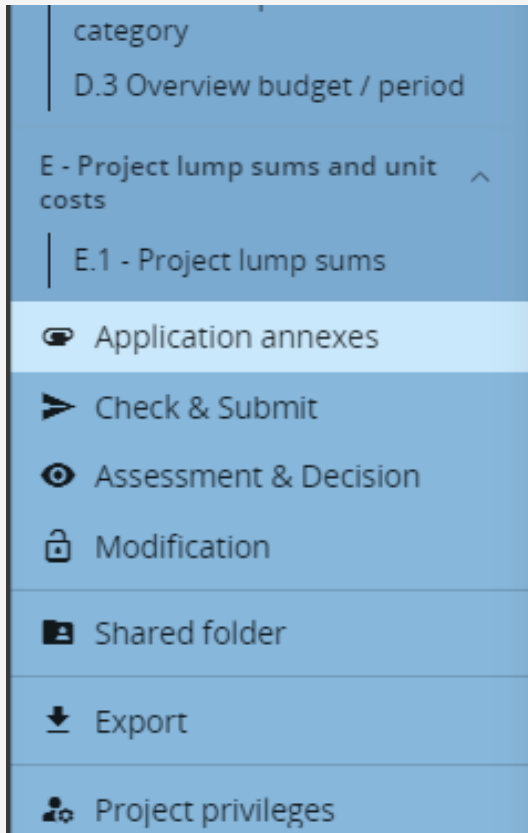 category
D.3 Overview budget / period
E - Project lump sums and unit
costs
E.1 - Project lump sums
Application annexes
Check & Submit
Assessment & Decision
Modification
Shared folder
Export
Project privileges